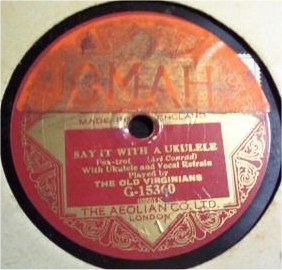 MADE IN ENGLAND
SAY IT WITH A UKULELE
Fox-trot (Art Conrad)
With Ukulele and Vocal Refrain
Played by
THE OLD VIRGINIANS
G-15360
THE AEOLIAN CO. LTD.
LONDON